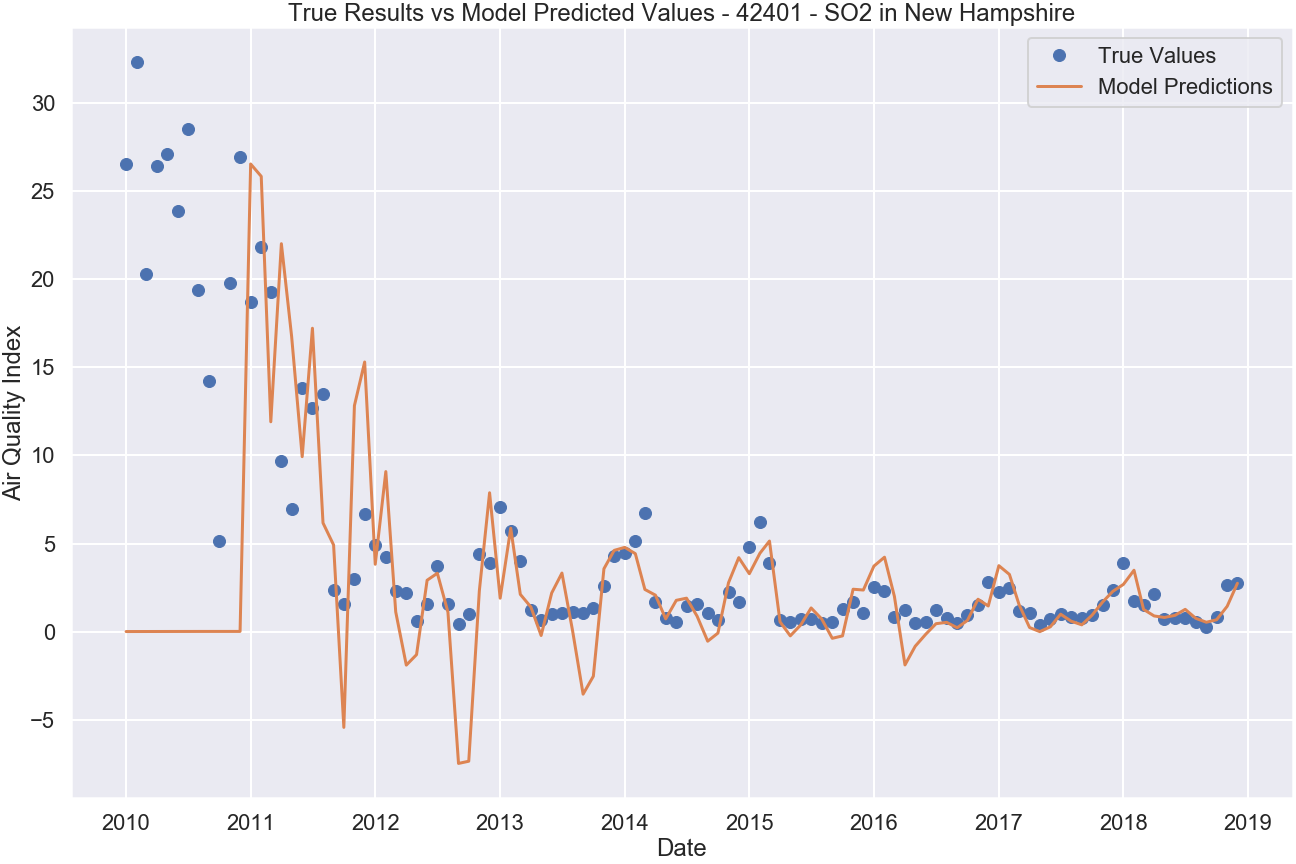 True Results vs Model Predicted Values - 42401 - SO2 in New Hampshire
True Values
Model Predictions
Air Quality Index
30
25
20
15
10
5
0
−5
2010 2011 2012 2013 2014 2015 2016 2017 2018 2019
Date